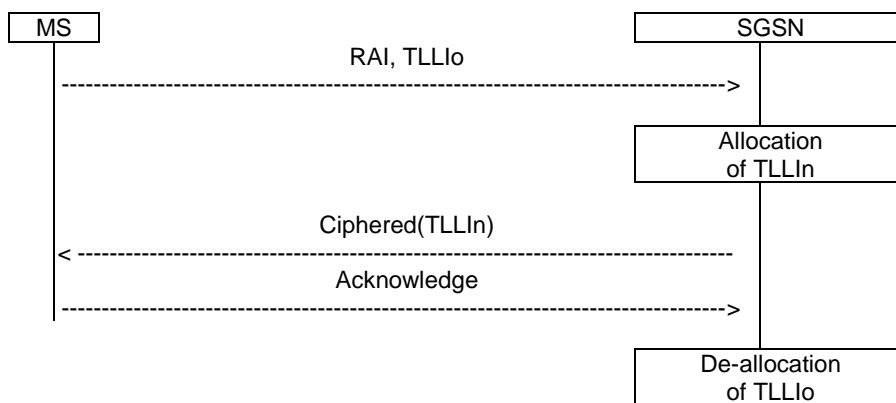 MS
SGSN
RAI, TLLIo
Allocation
of TLLIn
Ciphered(TLLIn)
Acknowledge
De-allocation
of TLLIo